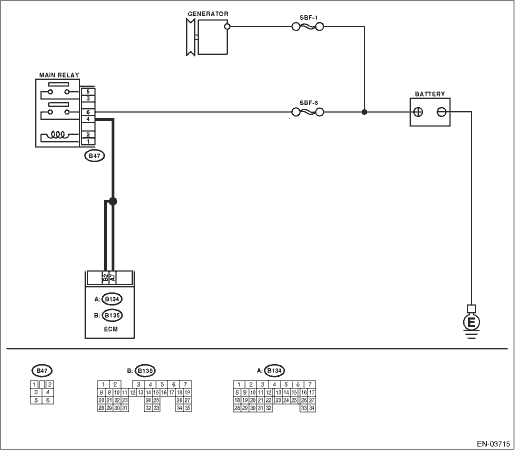 GENERATOR
SBF-1
MAIN RELAY
BATTERY
SBF-5
5
3
6
4
2
1
B47
B2
A7
A: B134
B: B135
ECM
E
B47
1 2
3 4
5 6
B: B135
1 2 3 4 5 6 7
8 9 10 11 12 13 14 15 16 17 18 19
20 21 22 23 24 25 26 27
28 29 30 31 32 33 34 35
A: B134
1 2 3 4 5 6 7
8 9 10 11 12 13 14 15 16 17
18 19 20 21 22 23 24 25 26 27
28 29 30 31 32 33 34
EN-03715